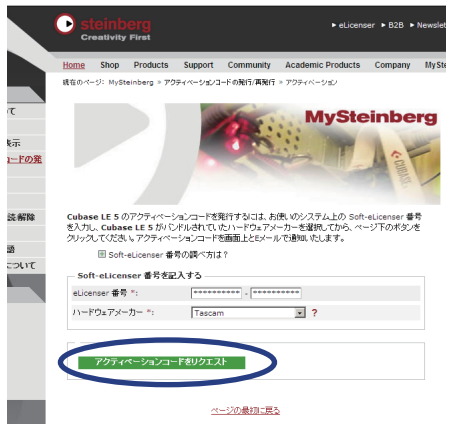 steinberg
Creativity First
▶ eLicenser ▶ B2B ▶ Newslet
Home Shop Products Support Community Academic Products Company MySte
現在のページ: MySteinberg » アクティベーションコードの発行/再発行 » アクティベーション
て
MySteinberg
表示
コードの発
CUBASE
読解除
Cubase LE 5 のアクティベーションコードを発行するには、お使いのシステム上の Soft-eLicenser 番号
を入力し、Cubase LE 5 がバンドルされていたハードウェアメーカーを選択してから、ページ下のボタンを
クリックしてください。アクティベーションコードを画面上とEメールで通知いたします。
語
について
Soft-eLicenser 番号の調べ方は?
Soft-eLicenser 番号を記入する
eLicenser 番号 *: ********** - **********
ハードウェアメーカー *: Tascam ?
アクティベーションコードをリクエスト
ページの最初に戻る